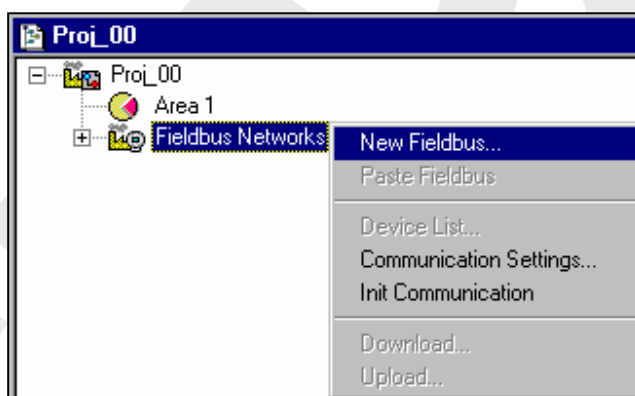 Proj_00
Proj_00
Area 1
Fieldbus Networks
New Fieldbus...
Paste Fieldbus
Device List...
Communication Settings...
Init Communication
Download...
Upload...